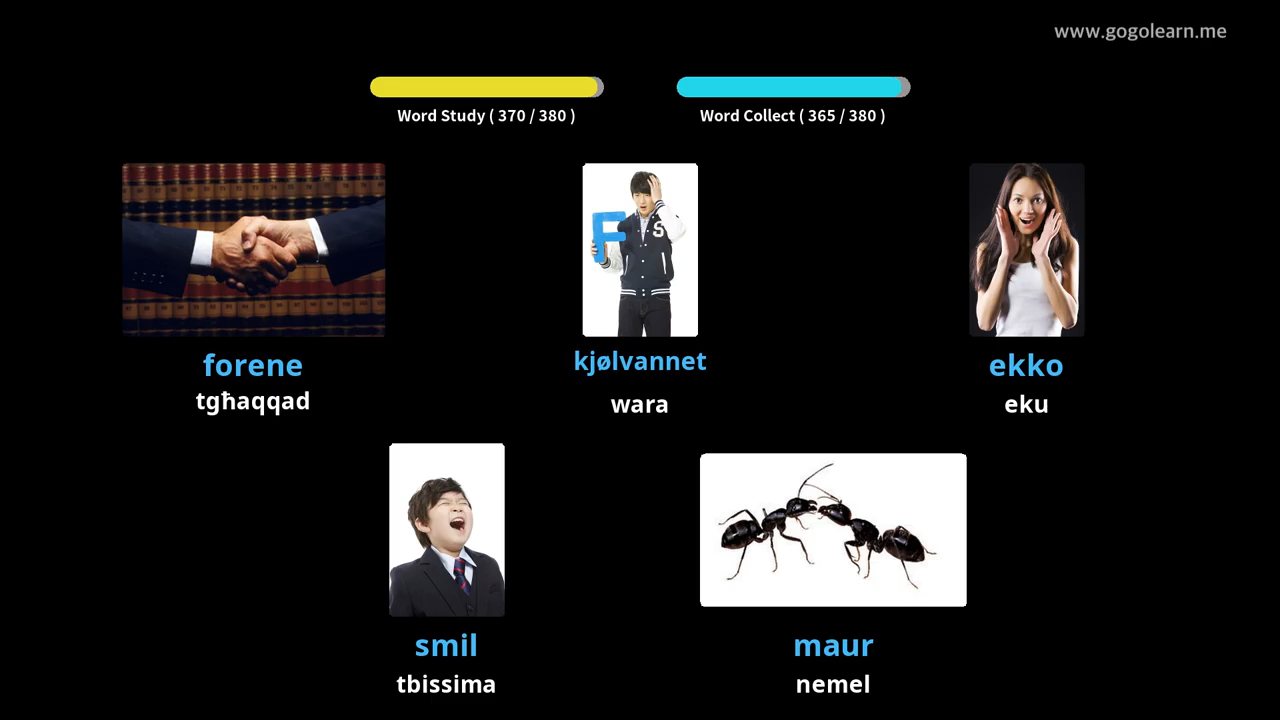 www.gogolearn.me
Word Study ( 370 / 380 )
Word Collect ( 365 / 380 )
F
S
forene
tgħaqqad
kjølvannet
wara
ekko
eku
smil
tbissima
maur
nemel